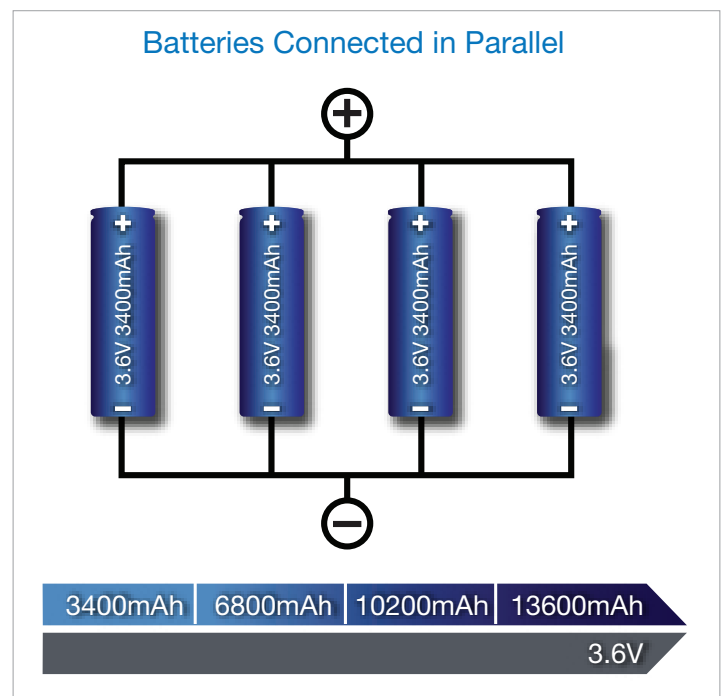 Batteries Connected in Parallel
+
+ 3.6V 3400mAh −
+ 3.6V 3400mAh −
+ 3.6V 3400mAh −
+ 3.6V 3400mAh −
−
3400mAh 6800mAh 10200mAh 13600mAh
3.6V